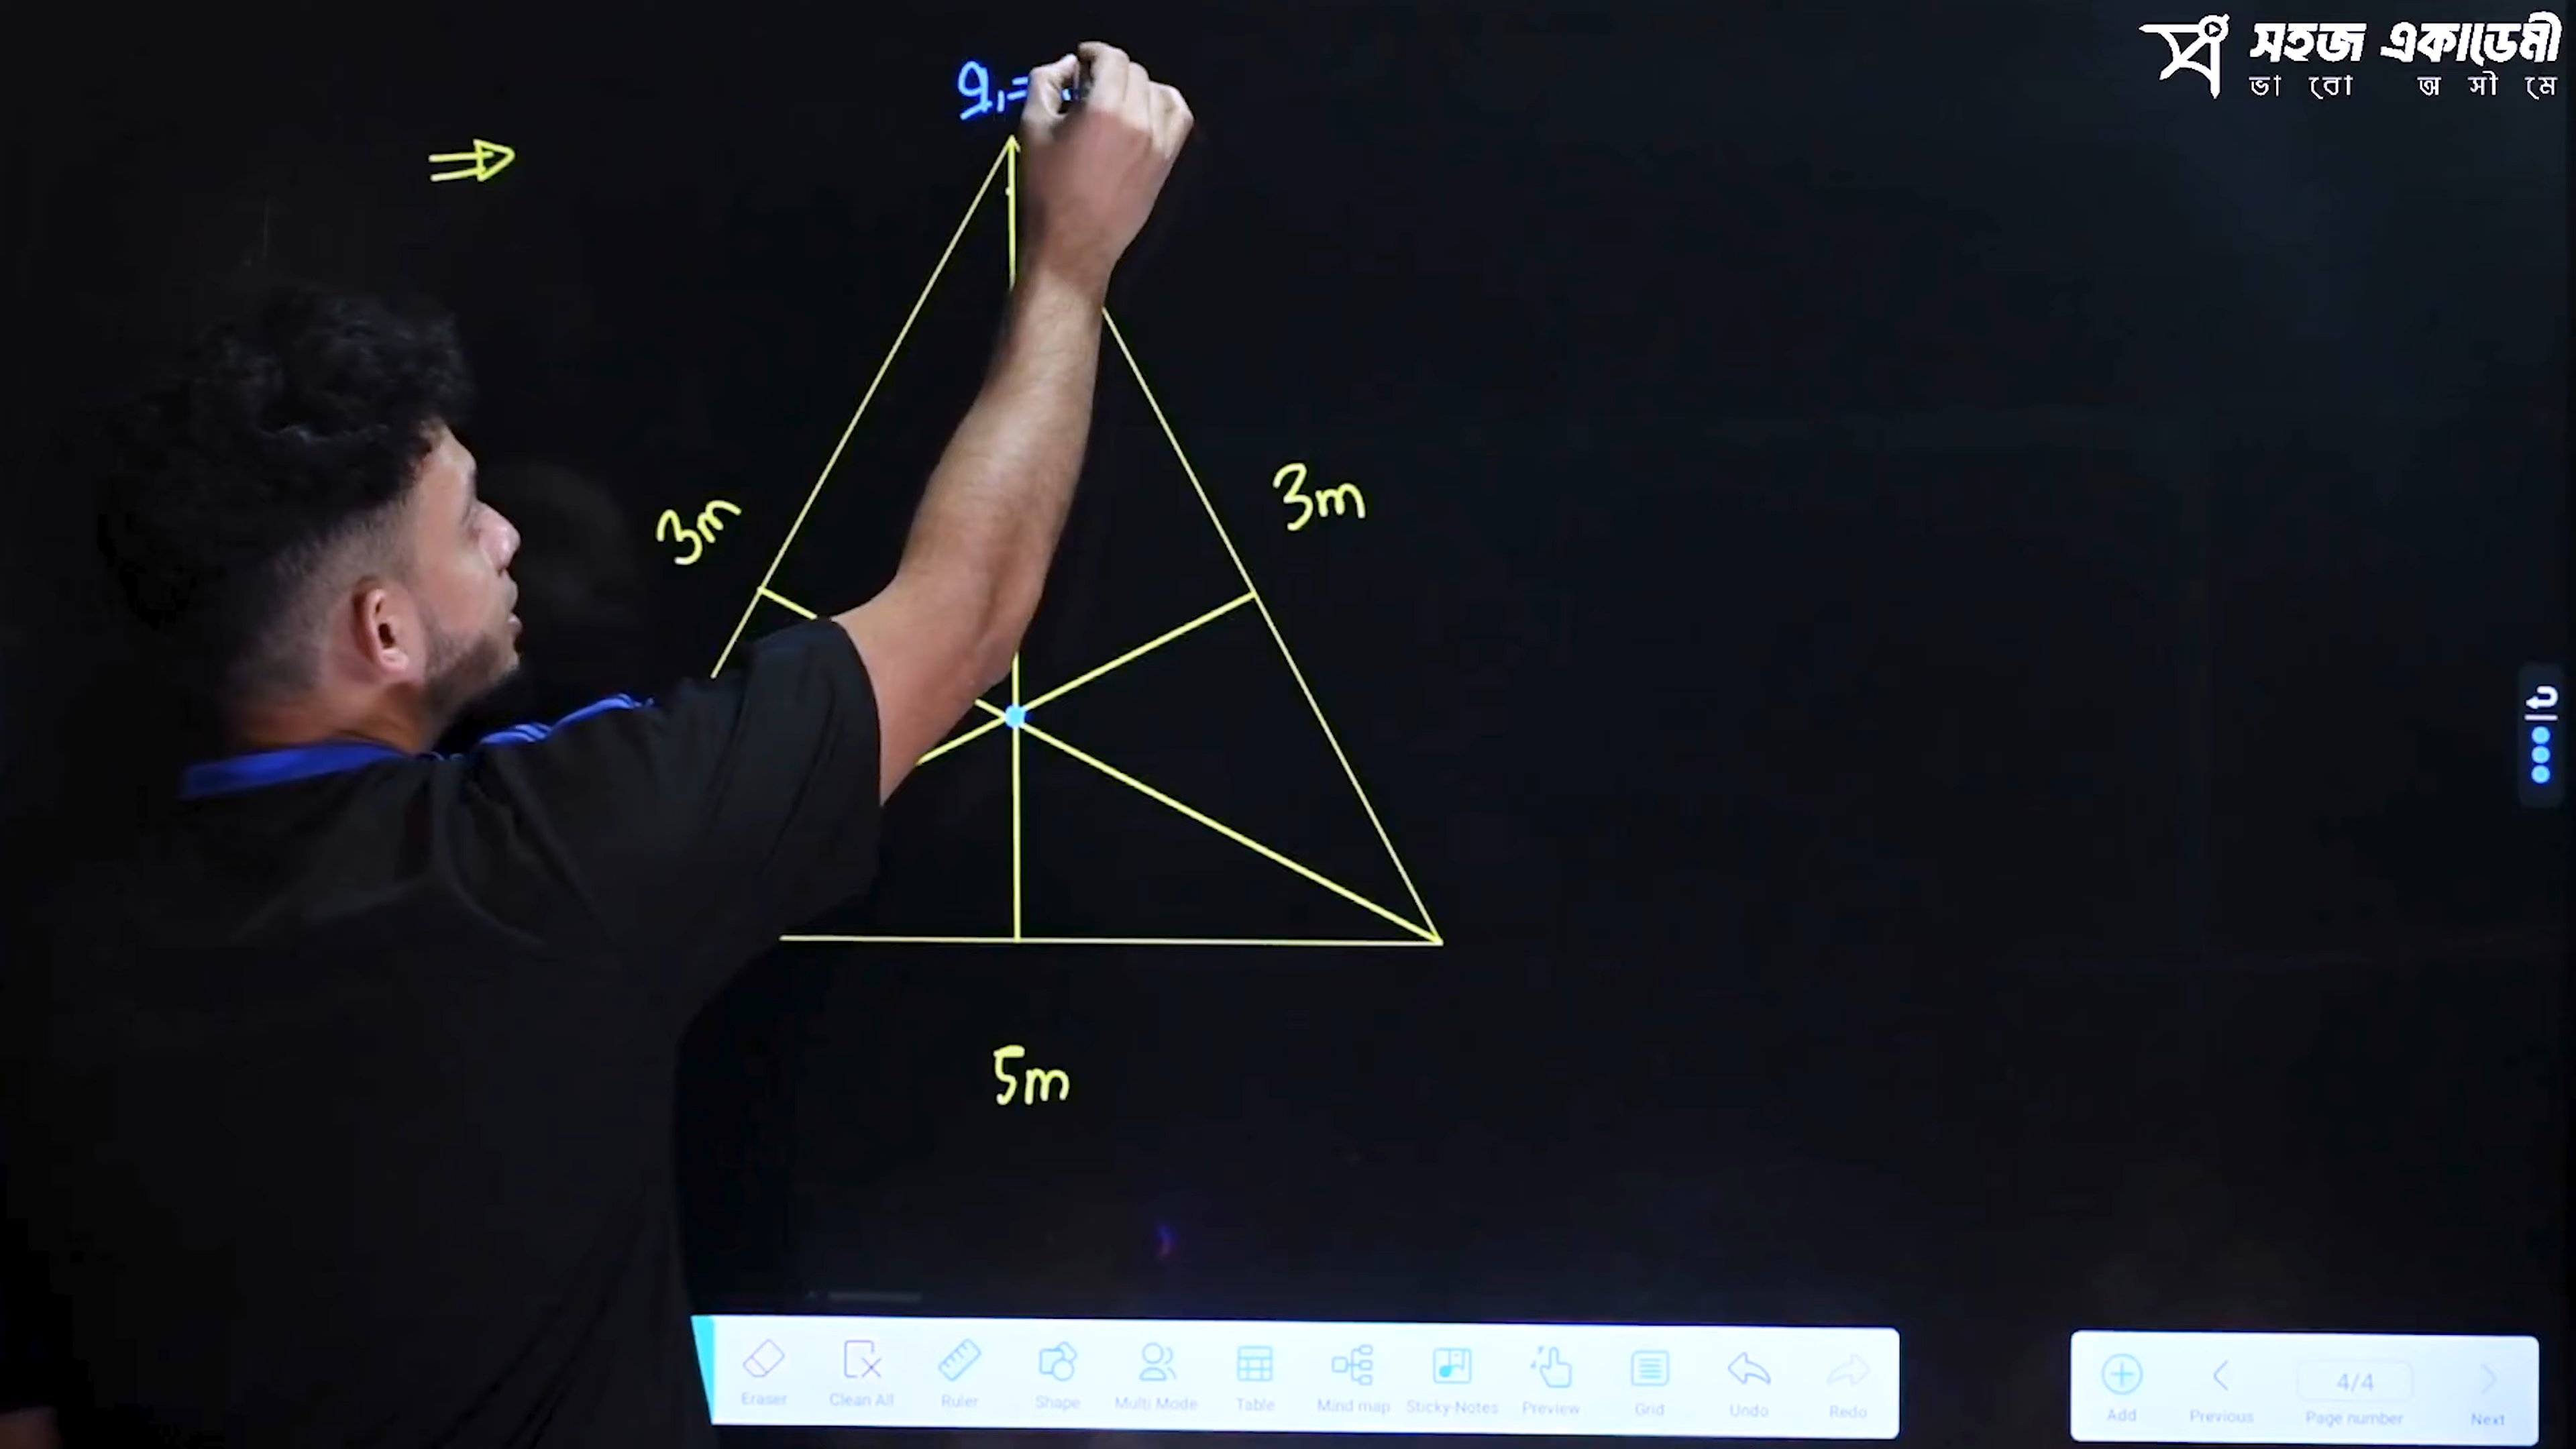 সহজ একাডেমী
ভাবো অসীমে
q₁=
3m
3m
5m
Eraser
Clean All
Ruler
Shape
Multi Mode
Table
Mind map
Sticky-Notes
Preview
Grid
Undo
Redo
Add
Previous
4/4
Page number
Next